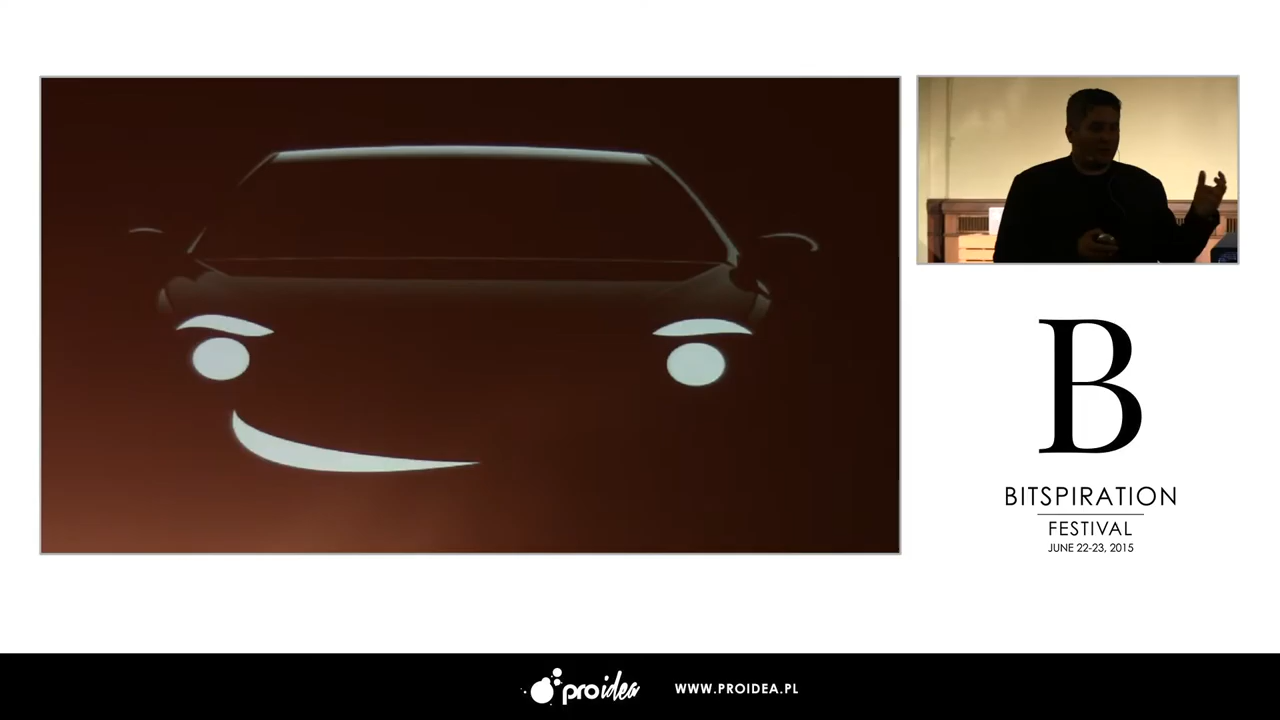 B
BITSPIRATION
FESTIVAL
JUNE 22-23, 2015
proidea
WWW.PROIDEA.PL